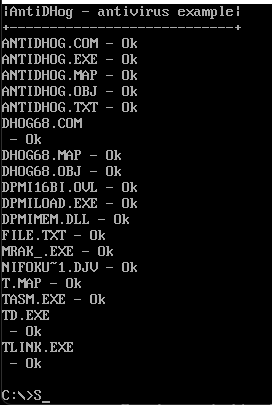 |AntiDHog - antivirus example|
+----------------------------+
ANTIDHOG.COM - Ok
ANTIDHOG.EXE - Ok
ANTIDHOG.MAP - Ok
ANTIDHOG.OBJ - Ok
ANTIDHOG.TXT - Ok
DHOG68.COM
 - Ok
DHOG68.MAP - Ok
DHOG68.OBJ - Ok
DPMI16BI.OVL - Ok
DPMILOAD.EXE - Ok
DPMIMEM.DLL - Ok
FILE.TXT - Ok
MRAK_.EXE - Ok
NIFOKU~1.DJV - Ok
T.MAP - Ok
TASM.EXE - Ok
TD.EXE
 - Ok
TLINK.EXE
 - Ok
C:\>S_